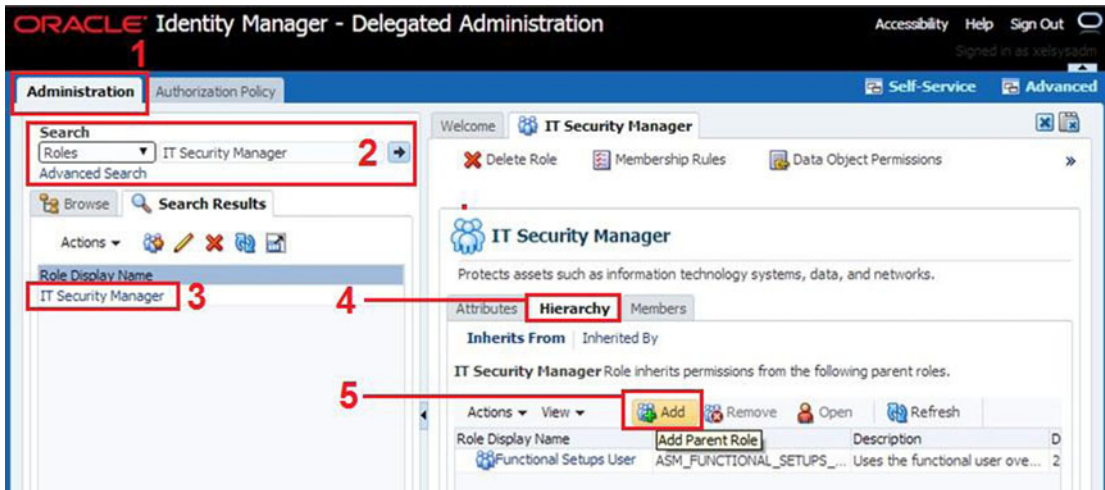 ORACLE Identity Manager - Delegated Administration
Accessibility Help Sign Out
Signed in as xelsysadm
1
Administration Authorization Policy
Self-Service Advanced
Search
Roles IT Security Manager 2
Advanced Search
Browse Search Results
Actions
Role Display Name
IT Security Manager 3
Welcome IT Security Manager
Delete Role Membership Rules Data Object Permissions »
IT Security Manager
Protects assets such as information technology systems, data, and networks.
4
Attributes Hierarchy Members
Inherits From Inherited By
IT Security Manager Role inherits permissions from the following parent roles.
5
Actions View Add Remove Open Refresh
Role Display Name Add Parent Role Description D
Functional Setups User ASM_FUNCTIONAL_SETUPS_... Uses the functional user ove... 2